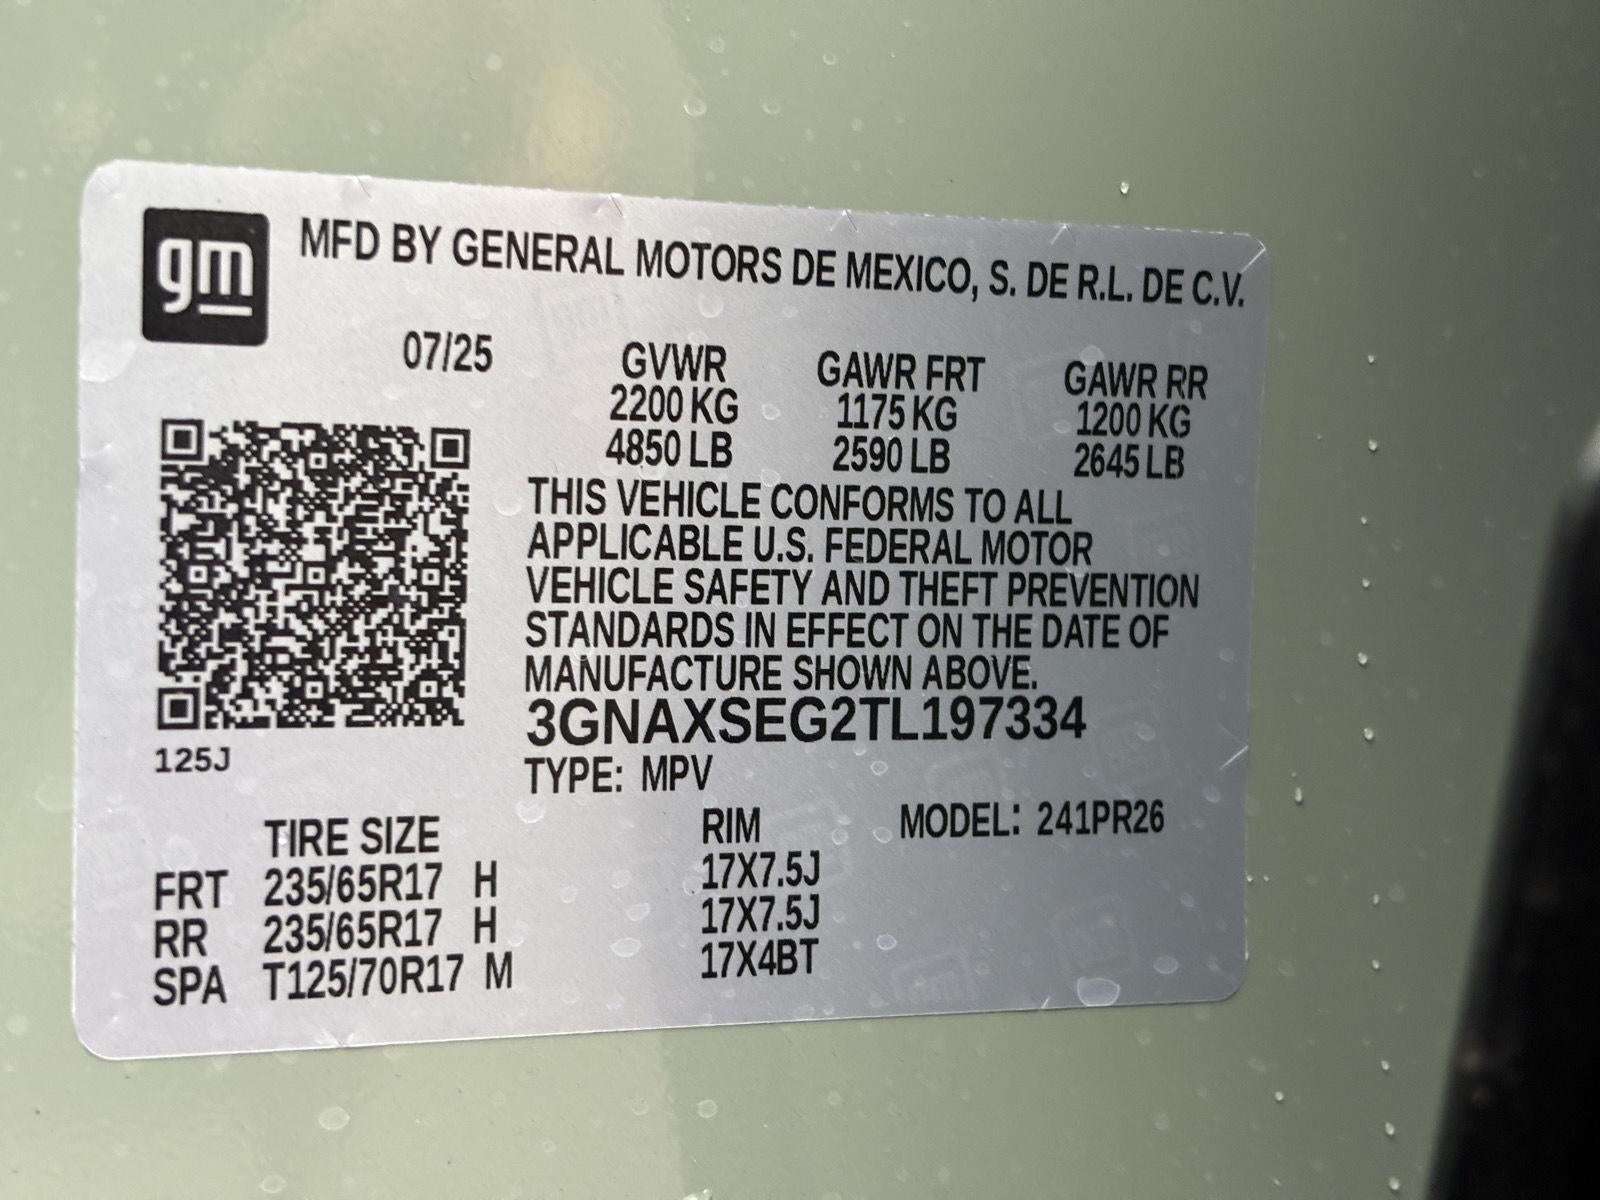 gm
MFD BY GENERAL MOTORS DE MEXICO, S. DE R.L. DE C.V.
07/25
GVWR GAWR FRT GAWR RR
2200 KG 1175 KG 1200 KG
4850 LB 2590 LB 2645 LB
THIS VEHICLE CONFORMS TO ALL
APPLICABLE U.S. FEDERAL MOTOR
VEHICLE SAFETY AND THEFT PREVENTION
STANDARDS IN EFFECT ON THE DATE OF
MANUFACTURE SHOWN ABOVE.
3GNAXSEG2TL197334
125J
TYPE: MPV
TIRE SIZE RIM MODEL: 241PR26
FRT 235/65R17 H 17X7.5J
RR 235/65R17 H 17X7.5J
SPA T125/70R17 M 17X4BT